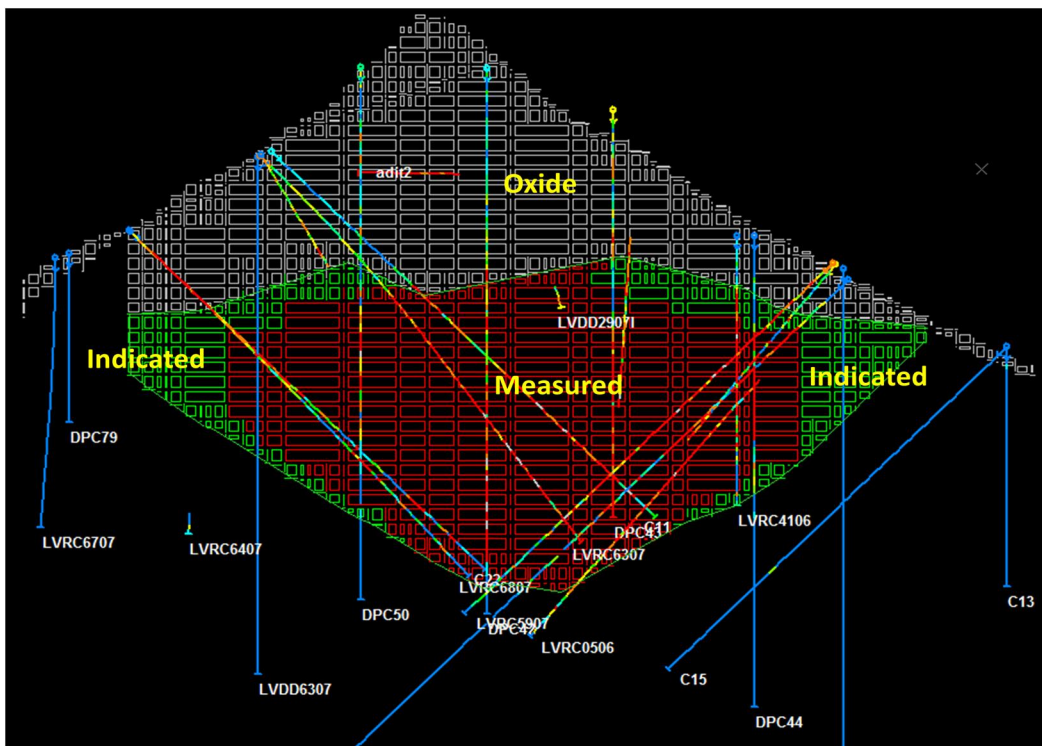 adit2
Oxide
LVDD2907I
Indicated
Measured
Indicated
DPC79
LVRC6707
LVRC6407
LVRC4106
C11
DPC43
LVRC6307
C22
LVRC6807
DPC50
LVRC5907
DPC42
LVRC0506
C13
LVDD6307
C15
DPC44